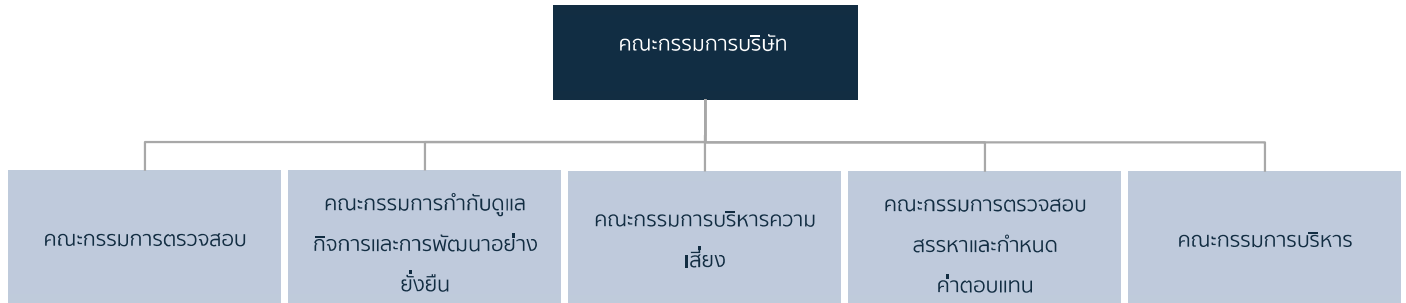 คณะกรรมการบริษัท
คณะกรรมการตรวจสอบ
คณะกรรมการกำกับดูแล
กิจการและการพัฒนาอย่าง
ยั่งยืน
คณะกรรมการบริหารความ
เสี่ยง
คณะกรรมการตรวจสอบ
สรรหาและกำหนด
ค่าตอบแทน
คณะกรรมการบริหาร